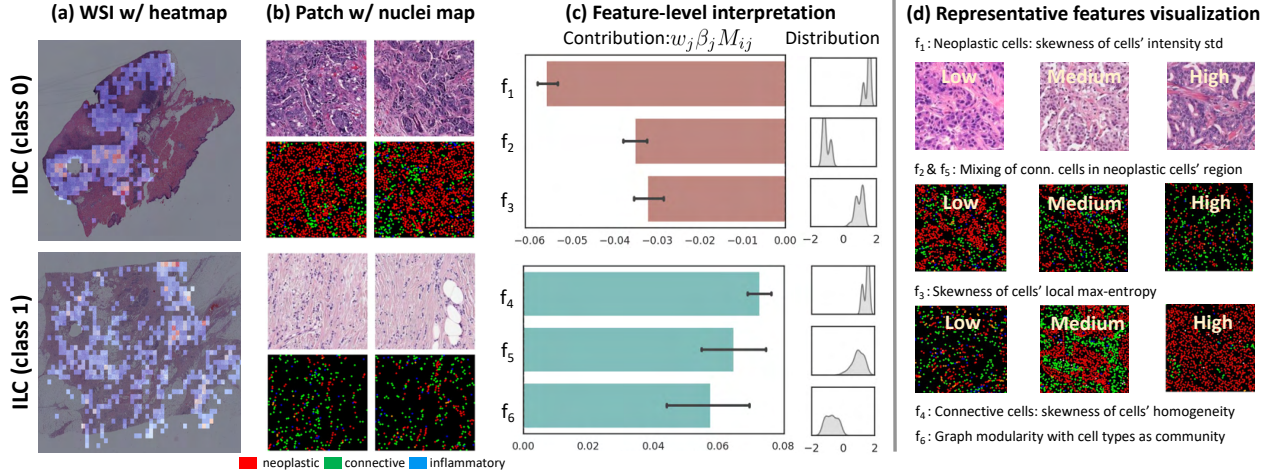 (a) WSI w/ heatmap
(b) Patch w/ nuclei map
(c) Feature-level interpretation
(d) Representative features visualization
IDC (class 0)
ILC (class 1)
neoplastic connective inflammatory
Contribution:w_jβ_jM_{ij}
Distribution
f₁
f₂
f₃
−0.06 −0.05 −0.04 −0.03 −0.02 −0.01 0.00
−2 0 2
f₄
f₅
f₆
0.00 0.02 0.04 0.06 0.08
−2 0 2
f₁: Neoplastic cells: skewness of cells' intensity std
Low Medium High
f₂ & f₅: Mixing of conn. cells in neoplastic cells' region
Low Medium High
f₃: Skewness of cells' local max-entropy
Low Medium High
f₄: Connective cells: skewness of cells' homogeneity
f₆: Graph modularity with cell types as community